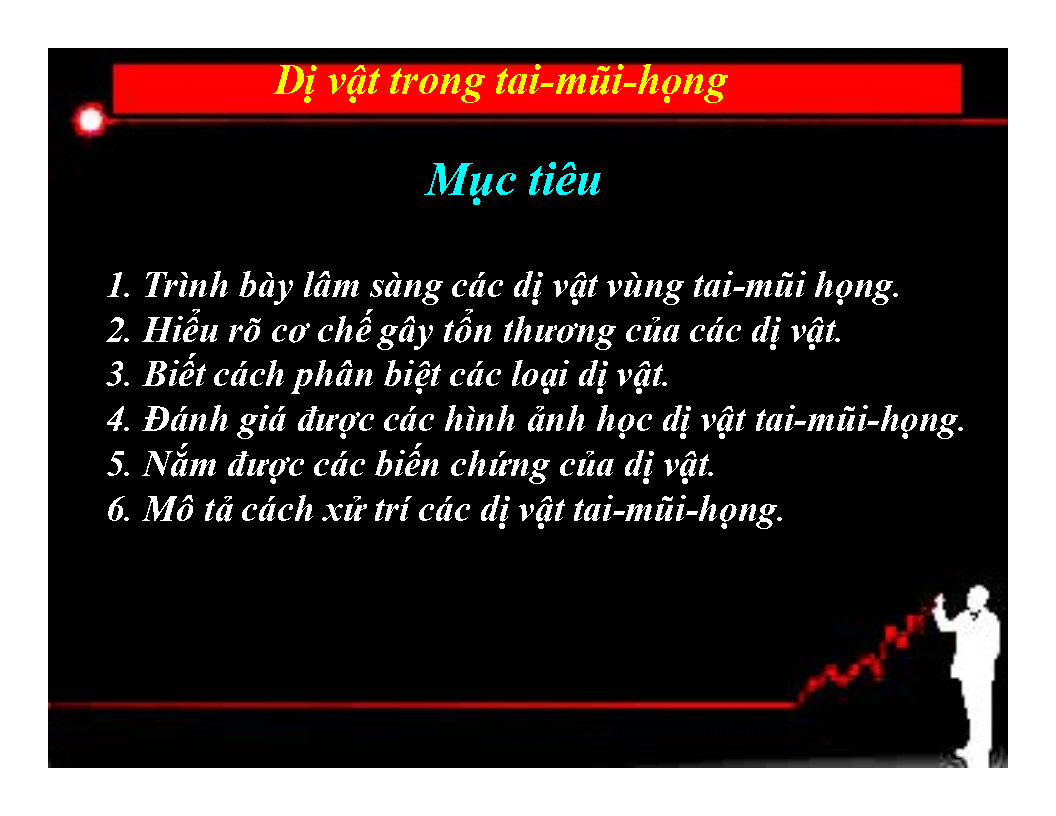 Dị vật trong tai-mũi-họng
Mục tiêu
1. Trình bày lâm sàng các dị vật vùng tai-mũi họng.
2. Hiểu rõ cơ chế gây tổn thương của các dị vật.
3. Biết cách phân biệt các loại dị vật.
4. Đánh giá được các hình ảnh học dị vật tai-mũi-họng.
5. Nắm được các biến chứng của dị vật.
6. Mô tả cách xử trí các dị vật tai-mũi-họng.